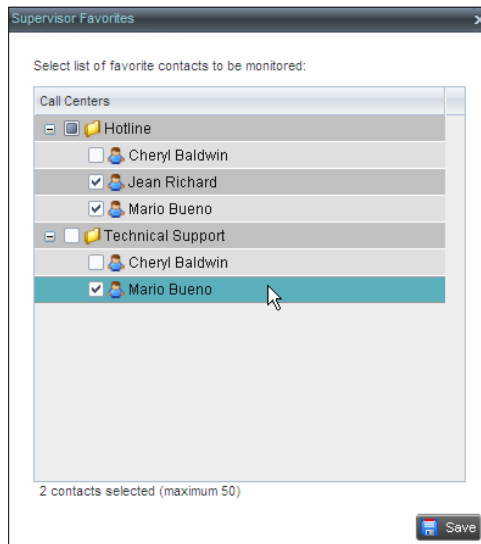 Supervisor Favorites
Select list of favorite contacts to be monitored:
Call Centers
Hotline
Cheryl Baldwin
Jean Richard
Mario Bueno
Technical Support
Cheryl Baldwin
Mario Bueno
2 contacts selected (maximum 50)
Save